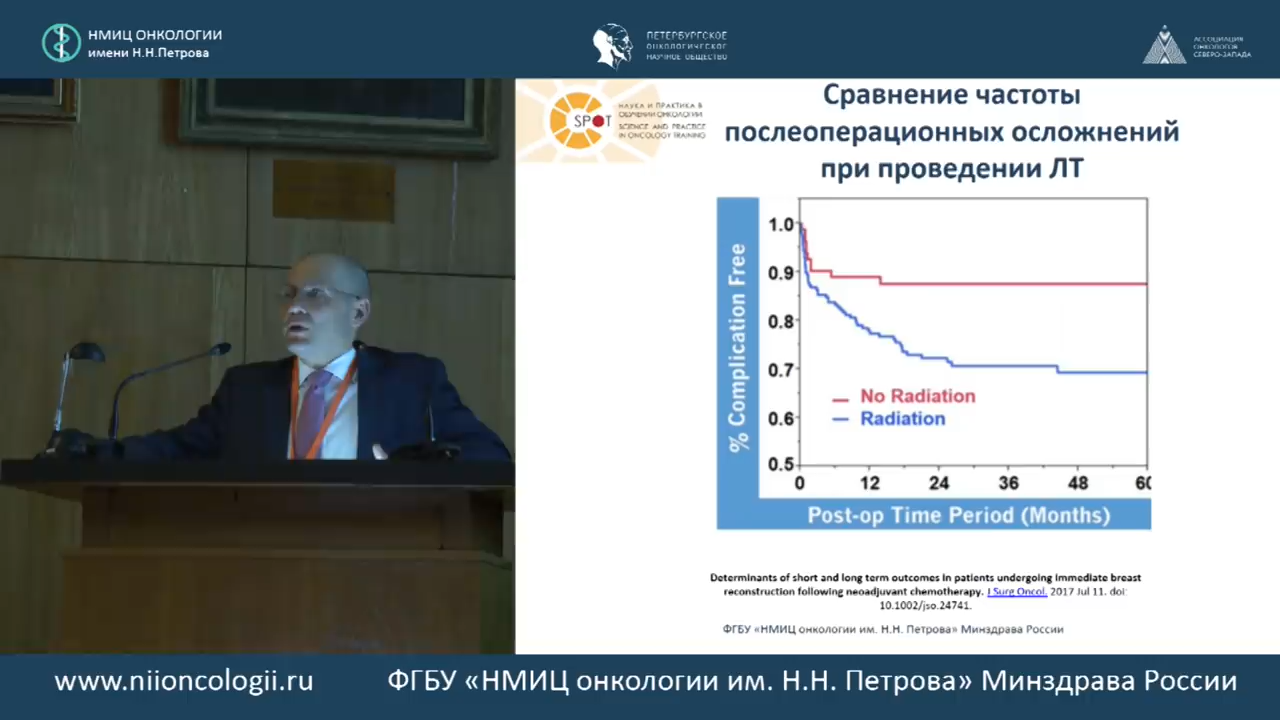 НМИЦ ОНКОЛОГИИ
имени Н.Н.Петрова
ПЕТЕРБУРГСКОЕ
ОНКОЛОГИЧЕСКОЕ
НАУЧНОЕ ОБЩЕСТВО
АССОЦИАЦИЯ
ОНКОЛОГОВ
СЕВЕРО-ЗАПАДА
SPOT
НАУКА И ПРАКТИКА В
ОБУЧЕНИИ ОНКОЛОГИИ
SCIENCE AND PRACTICE
IN ONCOLOGY TRAINING
Сравнение частоты
послеоперационных осложнений
при проведении ЛТ
% Complication Free
1.0
0.9
0.8
0.7
0.6
0.5
No Radiation
Radiation
0 12 24 36 48 60
Post-op Time Period (Months)
Determinants of short and long term outcomes in patients undergoing immediate breast
reconstruction following neoadjuvant chemotherapy. J Surg Oncol. 2017 Jul 11. doi:
10.1002/jso.24741.
ФГБУ «НМИЦ онкологии им. Н.Н. Петрова» Минздрава России
www.niioncologii.ru
ФГБУ «НМИЦ онкологии им. Н.Н. Петрова» Минздрава России